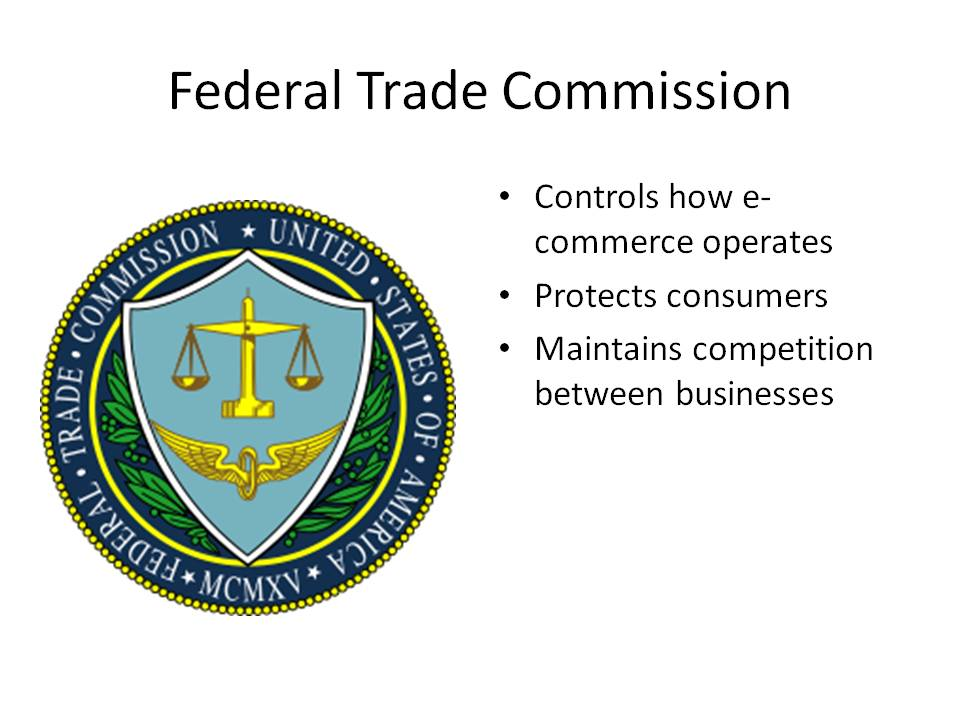 Federal Trade Commission
FEDERAL • TRADE • COMMISSION ★ UNITED • STATES • OF • AMERICA ★ MCMXV ★
• Controls how e-
commerce operates
• Protects consumers
• Maintains competition
between businesses